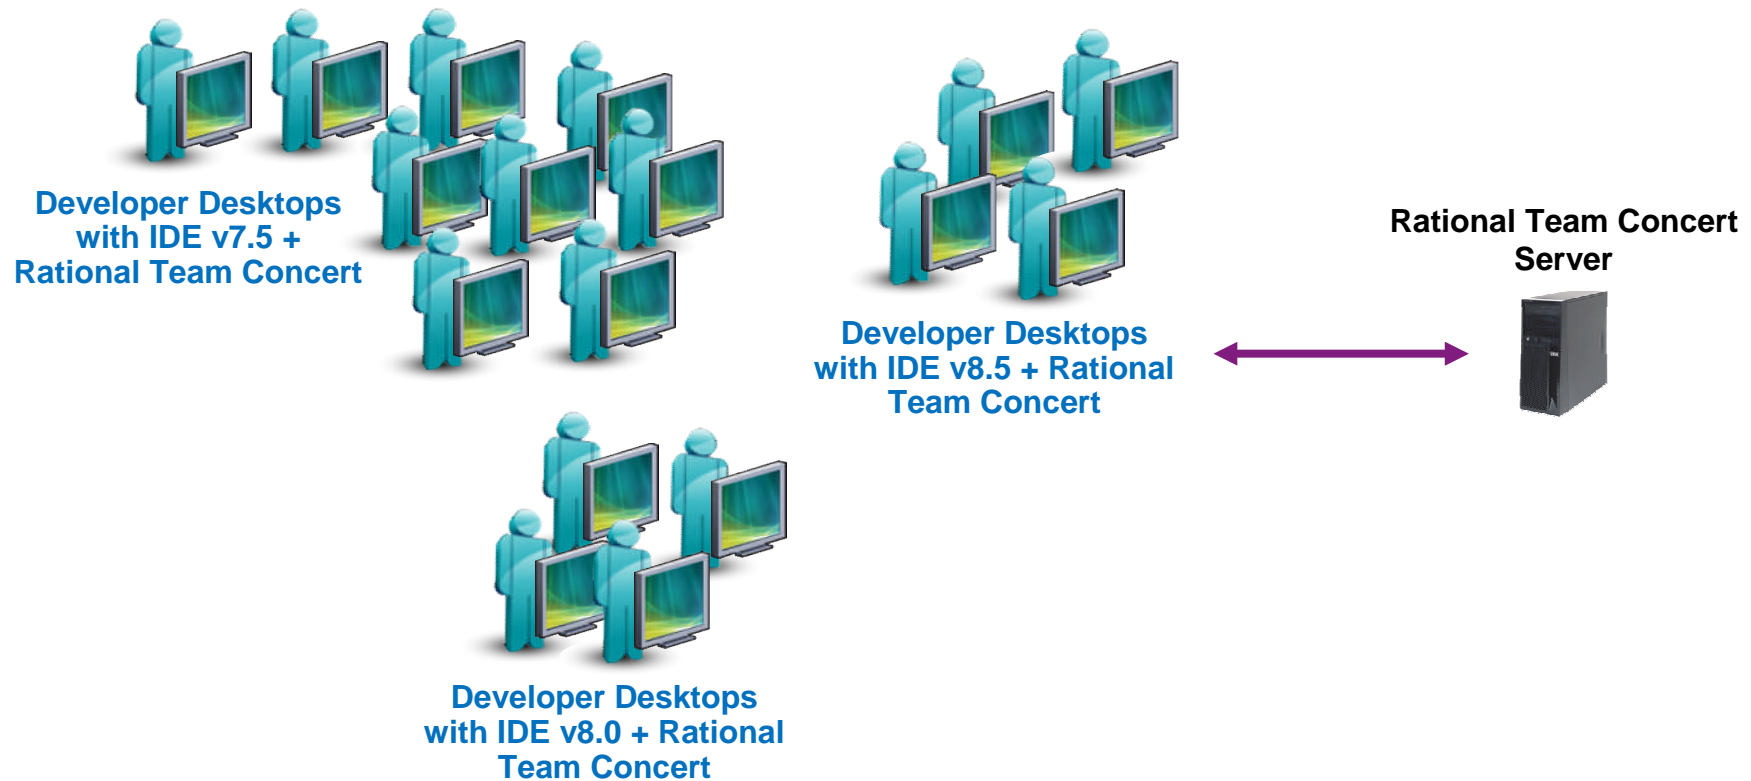 Developer Desktops
with IDE v7.5 +
Rational Team Concert
Developer Desktops
with IDE v8.5 + Rational
Team Concert
Rational Team Concert
Server
Developer Desktops
with IDE v8.0 + Rational
Team Concert